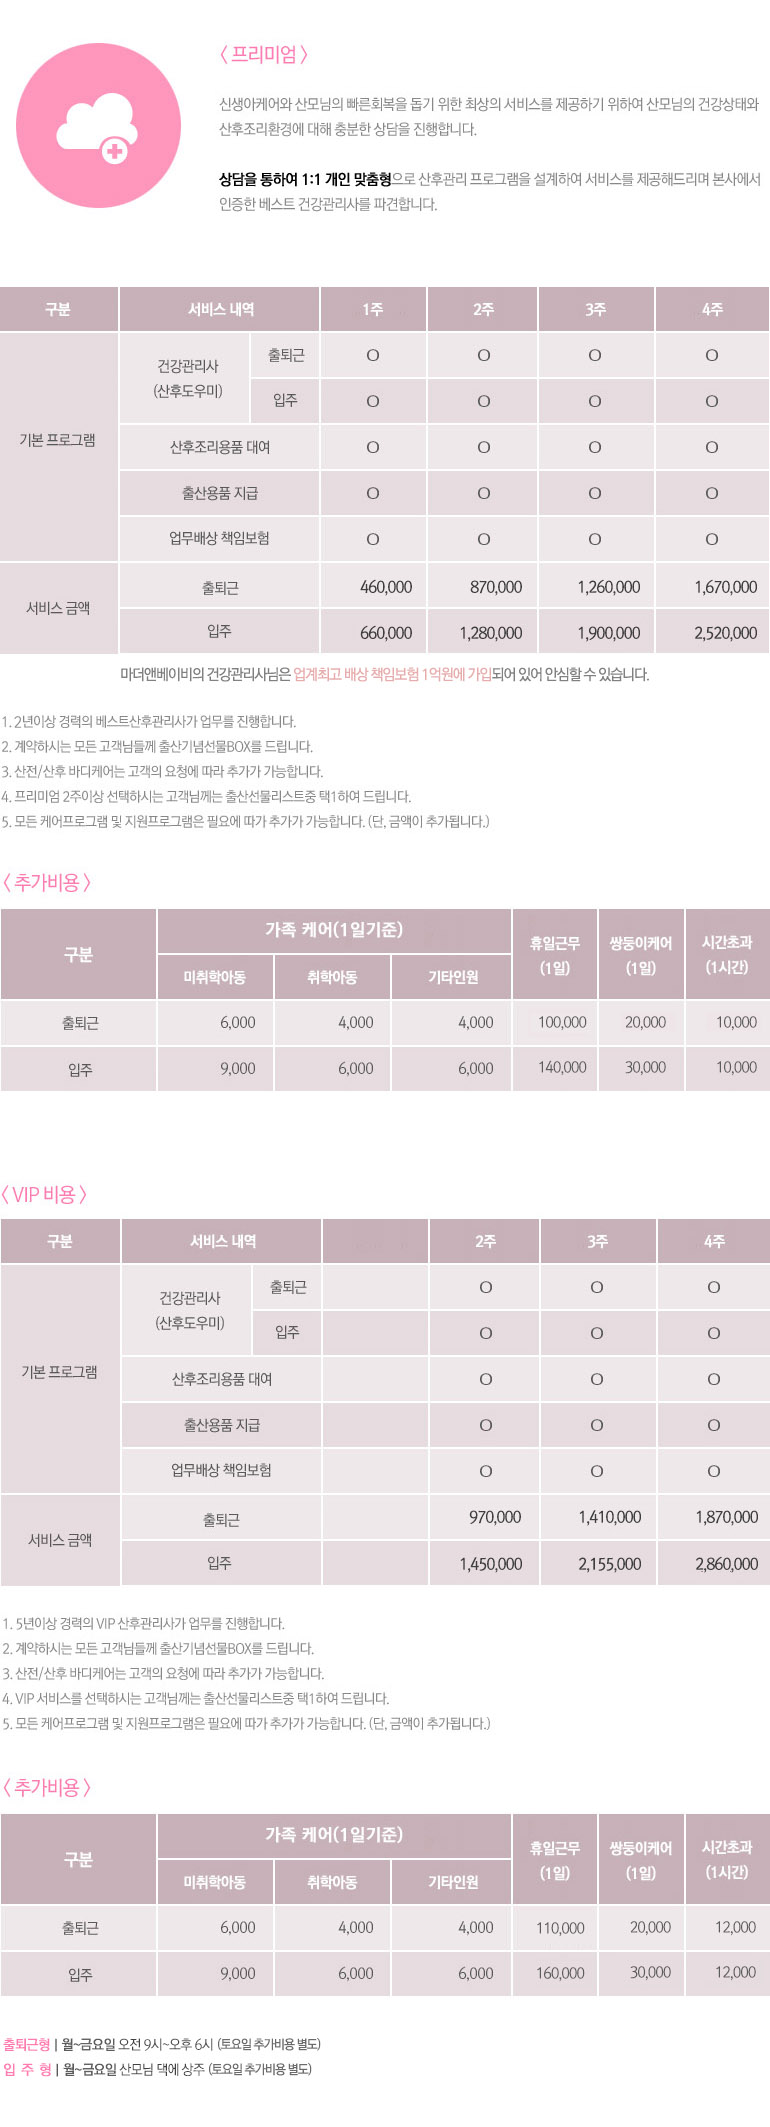 〈 프리미엄 〉
신생아케어와 산모님의 빠른회복을 돕기 위한 최상의 서비스를 제공하기 위하여 산모님의 건강상태와
산후조리환경에 대해 충분한 상담을 진행합니다.
상담을 통하여 1:1 개인 맞춤형으로 산후관리 프로그램을 설계하여 서비스를 제공해드리며 본사에서
인증한 베스트 건강관리사를 파견합니다.
구분 서비스 내역 1주 2주 3주 4주
기본 프로그램 건강관리사 (산후도우미) 출퇴근 O O O O
입주 O O O O
산후조리용품 대여 O O O O
출산용품 지급 O O O O
업무배상 책임보험 O O O O
서비스 금액 출퇴근 460,000 870,000 1,260,000 1,670,000
입주 660,000 1,280,000 1,900,000 2,520,000
마더앤베이비의 건강관리사님은 업계최고 배상 책임보험 1억원에 가입되어 있어 안심할 수 있습니다.
1. 2년이상 경력의 베스트산후관리사가 업무를 진행합니다.
2. 계약하시는 모든 고객님들께 출산기념선물BOX를 드립니다.
3. 산전/산후 바디케어는 고객의 요청에 따라 추가가 가능합니다.
4. 프리미엄 2주이상 선택하시는 고객님께는 출산선물리스트중 택1하여 드립니다.
5. 모든 케어프로그램 및 지원프로그램은 필요에 따가 추가가 가능합니다. (단, 금액이 추가됩니다.)
〈 추가비용 〉
구분 가족 케어(1일기준) 휴일근무 (1일) 쌍둥이케어 (1일) 시간초과 (1시간)
미취학아동 취학아동 기타인원
출퇴근 6,000 4,000 4,000 100,000 20,000 10,000
입주 9,000 6,000 6,000 140,000 30,000 10,000
〈 VIP 비용 〉
구분 서비스 내역 2주 3주 4주
기본 프로그램 건강관리사 (산후도우미) 출퇴근 O O O
입주 O O O
산후조리용품 대여 O O O
출산용품 지급 O O O
업무배상 책임보험 O O O
서비스 금액 출퇴근 970,000 1,410,000 1,870,000
입주 1,450,000 2,155,000 2,860,000
1. 5년이상 경력의 VIP 산후관리사가 업무를 진행합니다.
2. 계약하시는 모든 고객님들께 출산기념선물BOX를 드립니다.
3. 산전/산후 바디케어는 고객의 요청에 따라 추가가 가능합니다.
4. VIP 서비스를 선택하시는 고객님께는 출산선물리스트중 택1하여 드립니다.
5. 모든 케어프로그램 및 지원프로그램은 필요에 따가 추가가 가능합니다. (단, 금액이 추가됩니다.)
〈 추가비용 〉
구분 가족 케어(1일기준) 휴일근무 (1일) 쌍둥이케어 (1일) 시간초과 (1시간)
미취학아동 취학아동 기타인원
출퇴근 6,000 4,000 4,000 110,000 20,000 12,000
입주 9,000 6,000 6,000 160,000 30,000 12,000
출퇴근형 | 월~금요일 오전 9시~오후 6시 (토요일 추가비용 별도)
입 주 형 | 월~금요일 산모님 댁에 상주 (토요일 추가비용 별도)